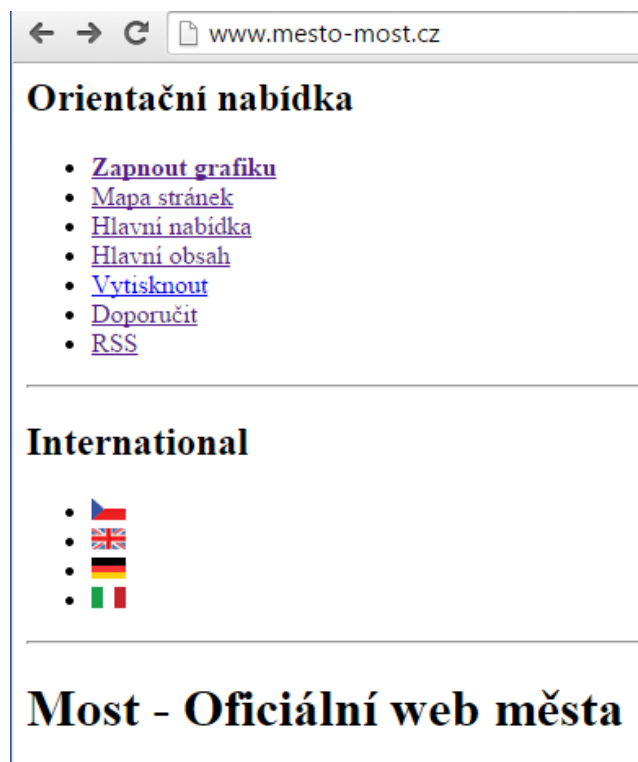 www.mesto-most.cz
Orientační nabídka
Zapnout grafiku
Mapa stránek
Hlavní nabídka
Hlavní obsah
Vytisknout
Doporučit
RSS
International
Most - Oficiální web města